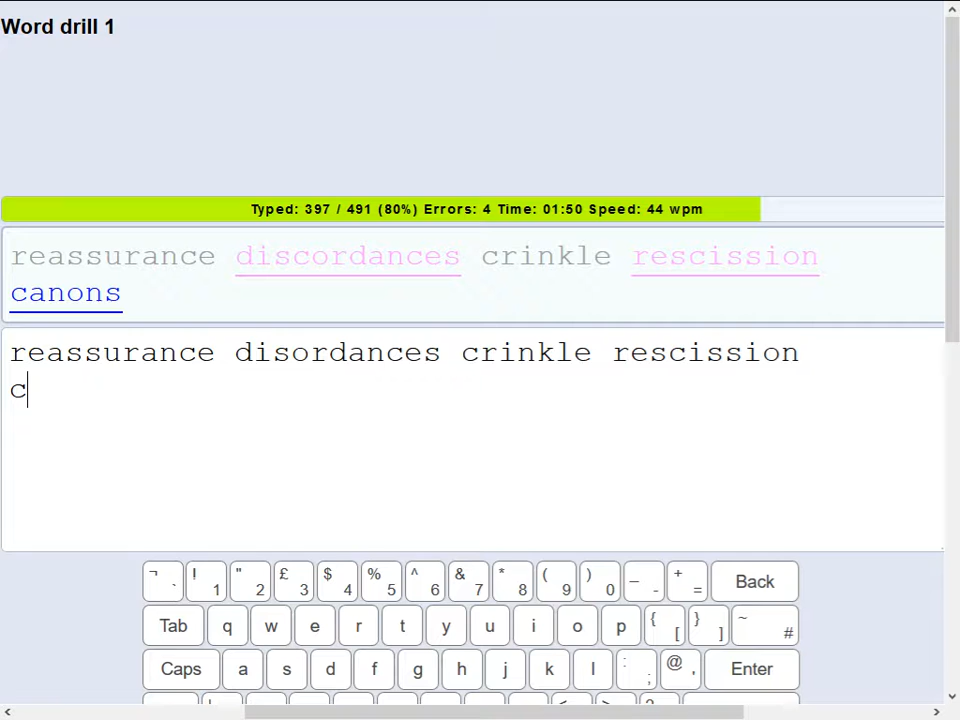 Word drill 1
Typed: 397 / 491 (80%) Errors: 4 Time: 01:50 Speed: 44 wpm
reassurance discordances crinkle rescission
canons
reassurance disordances crinkle rescission
c
¬ ` ! 1 " 2 £ 3 $ 4 % 5 ^ 6 & 7 * 8 ( 9 ) 0 _ - + = Back
Tab q w e r t y u i o p { [ } ] ~ #
Caps a s d f g h j k l : ; @ , Enter